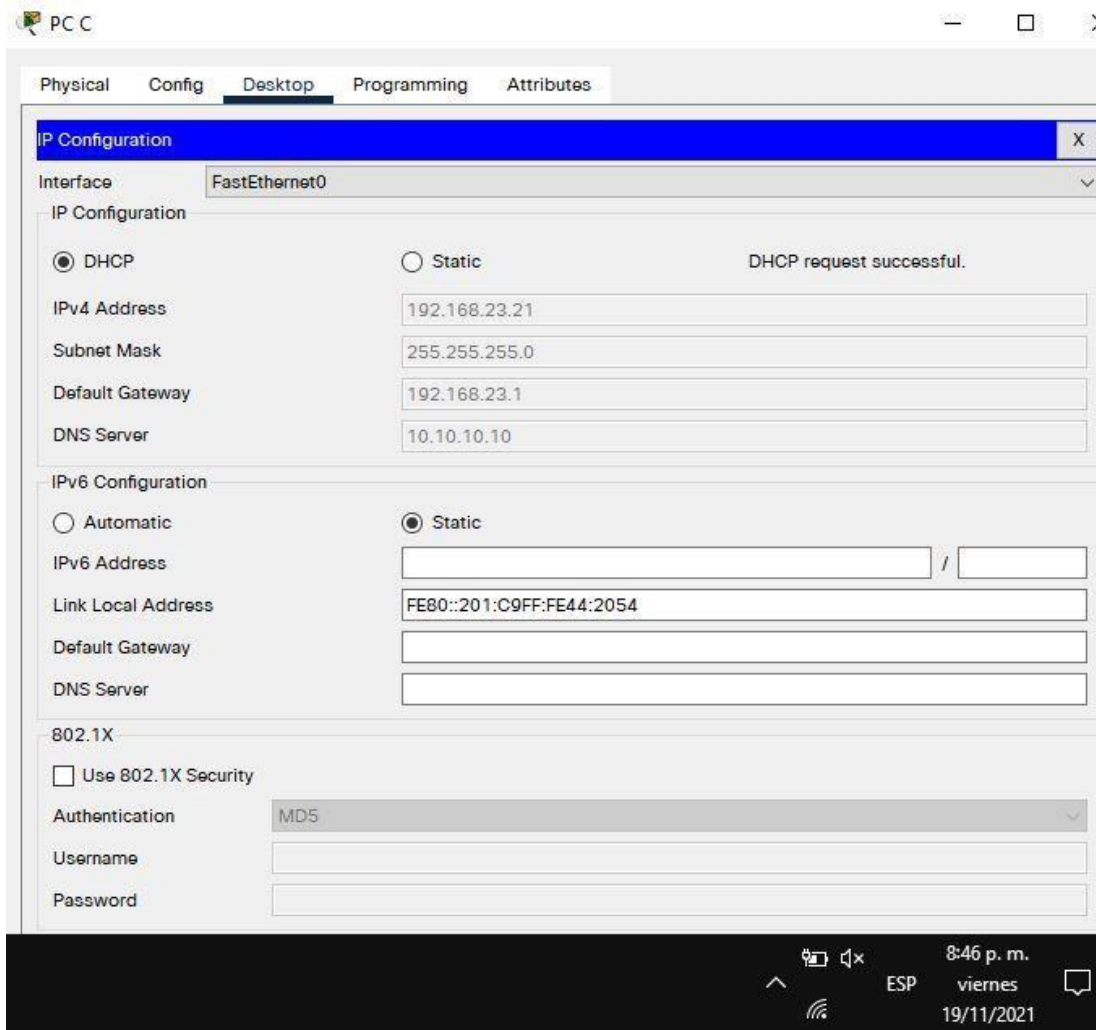 PC C
Physical Config Desktop Programming Attributes
IP Configuration X
Interface FastEthernet0
IP Configuration
DHCP Static DHCP request successful.
IPv4 Address 192.168.23.21
Subnet Mask 255.255.255.0
Default Gateway 192.168.23.1
DNS Server 10.10.10.10
IPv6 Configuration
Automatic Static
IPv6 Address /
Link Local Address FE80::201:C9FF:FE44:2054
Default Gateway
DNS Server
802.1X
Use 802.1X Security
Authentication MD5
Username
Password
8:46 p. m.
ESP viernes
19/11/2021